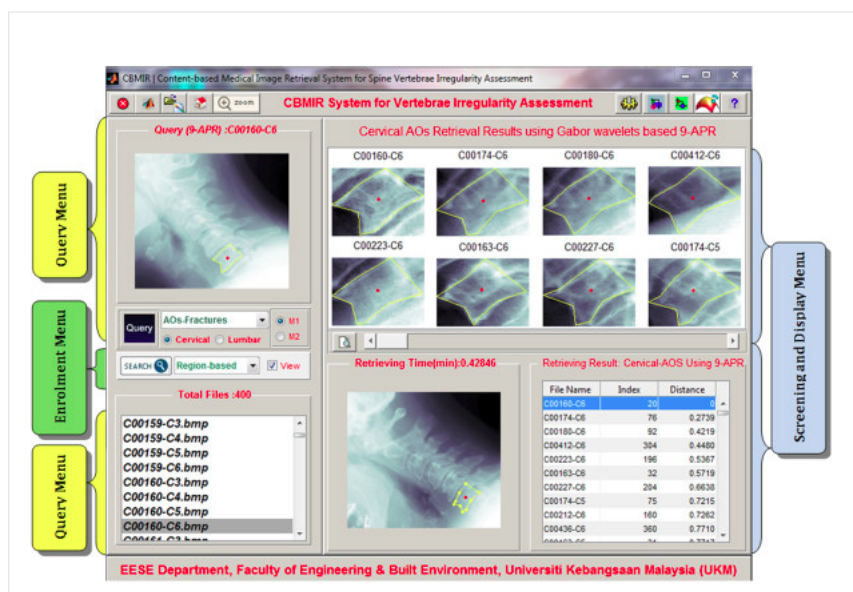 CBMIR | Content-based Medical Image Retrieval System for Spine Vertebrae Irregularity Assessment
zoom
CBMIR System for Vertebrae Irregularity Assessment
?
Query Menu
Enrolment Menu
Query Menu
Query (9-APR) :C00160-C6
Query
AOs-Fractures
Cervical
Lumbar
M1
M2
SEARCH
Region-based
View
Total Files :400
C00159-C3.bmp
C00159-C4.bmp
C00159-C5.bmp
C00159-C6.bmp
C00160-C3.bmp
C00160-C4.bmp
C00160-C5.bmp
C00160-C6.bmp
C00161-C3.bmp
Cervical AOs Retrieval Results using Gabor wavelets based 9-APR
C00160-C6 C00174-C6 C00180-C6 C00412-C6
C00223-C6 C00163-C6 C00227-C6 C00174-C5
Retrieving Time(min):0.42846
Retrieving Result: Cenical-AOS Using 9-APR
File Name Index Distance
C00160-C6 20 0
C00174-C6 76 0.2739
C00180-C6 92 0.4219
C00412-C6 304 0.4480
C00223-C6 196 0.5367
C00163-C6 32 0.5719
C00227-C6 204 0.6638
C00174-C5 75 0.7215
C00212-C6 160 0.7262
C00436-C6 360 0.7710
Screening and Display Menu
EESE Department, Faculty of Engineering & Built Environment, Universiti Kebangsaan Malaysia (UKM)